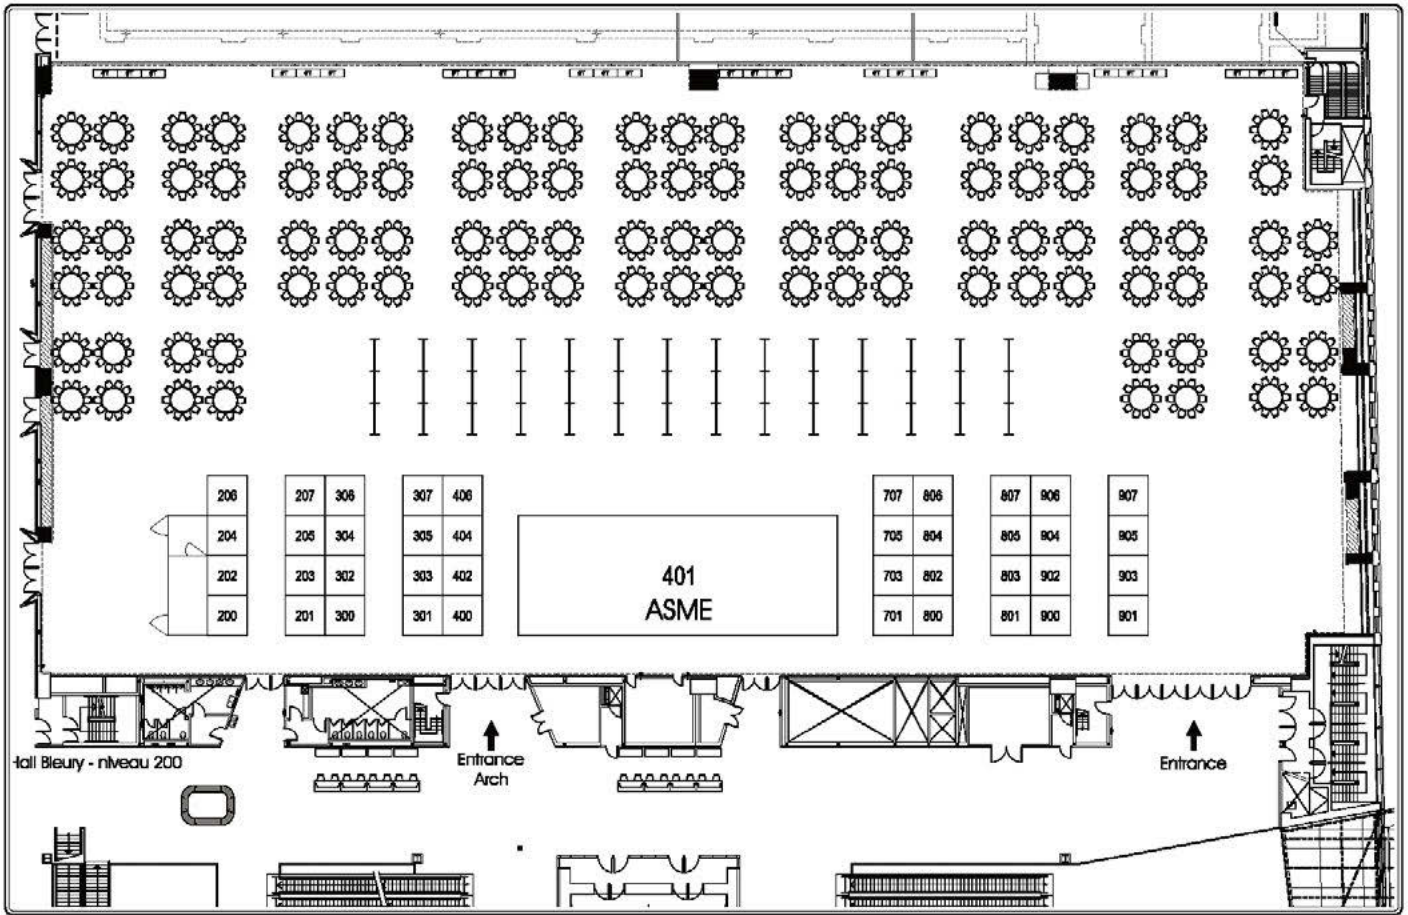 206 207 306 307 406 707 806 807 906 907
204 205 304 305 404 705 804 805 904 905
202 203 302 303 402 401 703 802 803 902 903
ASME
200 201 300 301 400 701 800 801 900 901
Hall Bleury - niveau 200
Entrance
Arch
Entrance